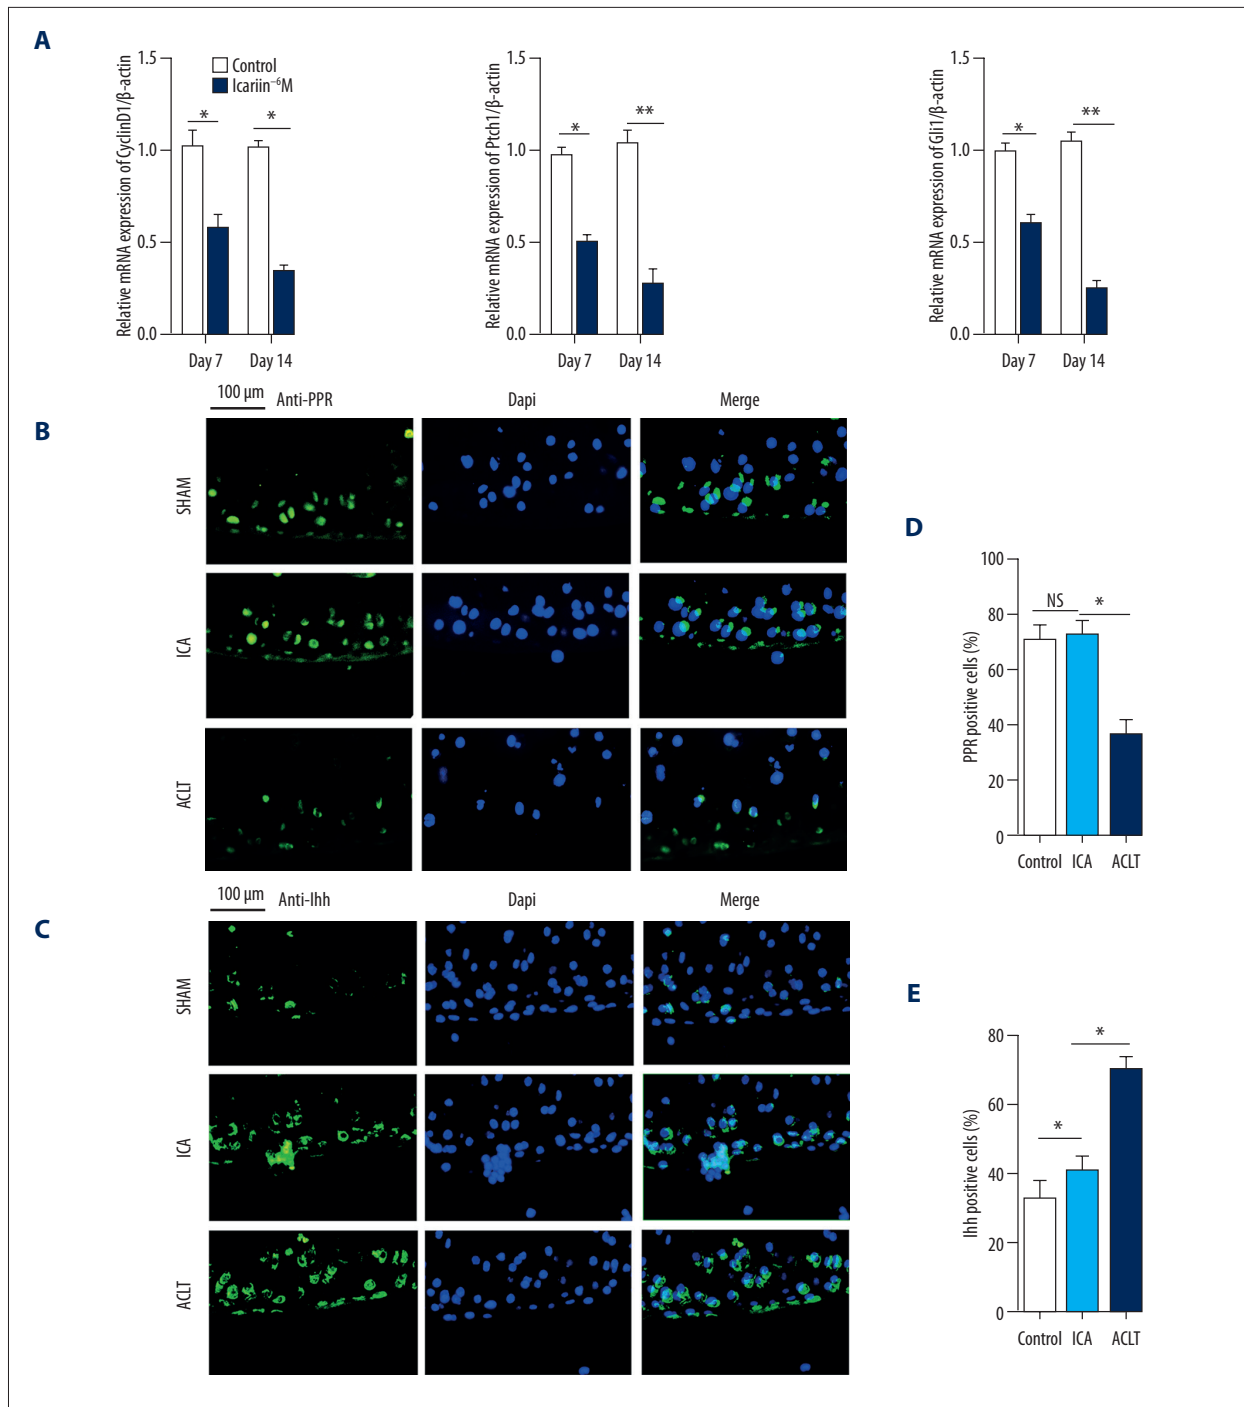 A
Relative mRNA expression of CyclinD1/β-actin
1.5
1.0
0.5
0.0
Control
Icariin⁻⁶M
*
*
Day 7
Day 14
Relative mRNA expression of Ptch1/β-actin
1.5
1.0
0.5
0.0
*
**
Day 7
Day 14
Relative mRNA expression of Gli1/β-actin
1.5
1.0
0.5
0.0
*
**
Day 7
Day 14
B
100 μm
Anti-PPR
Dapi
Merge
SHAM
ICA
ACLT
D
PPR positive cells (%)
100
80
60
40
20
0
NS
*
Control
ICA
ACLT
C
100 μm
Anti-Ihh
Dapi
Merge
SHAM
ICA
ACLT
E
Ihh positive cells (%)
80
60
40
20
0
*
*
Control
ICA
ACLT